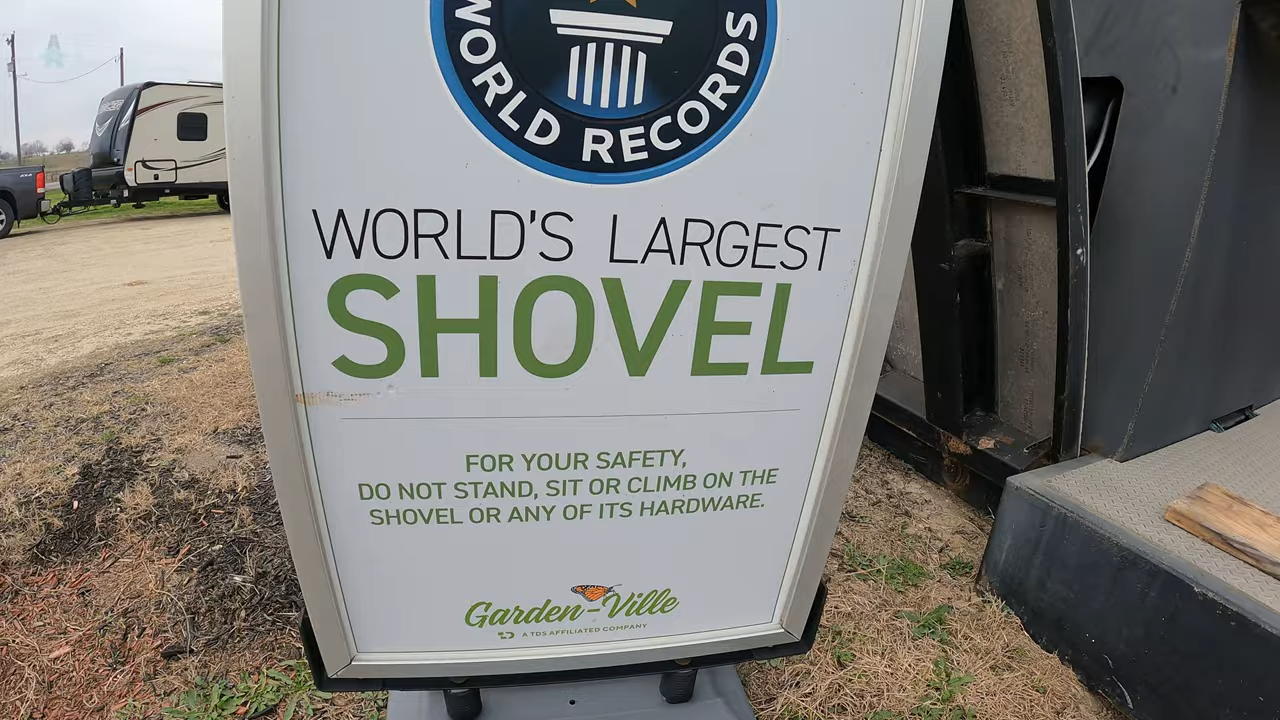 WORLD RECORDS
WORLD'S LARGEST
SHOVEL
FOR YOUR SAFETY,
DO NOT STAND, SIT OR CLIMB ON THE
SHOVEL OR ANY OF ITS HARDWARE.
Garden-Ville
A TDS AFFILIATED COMPANY